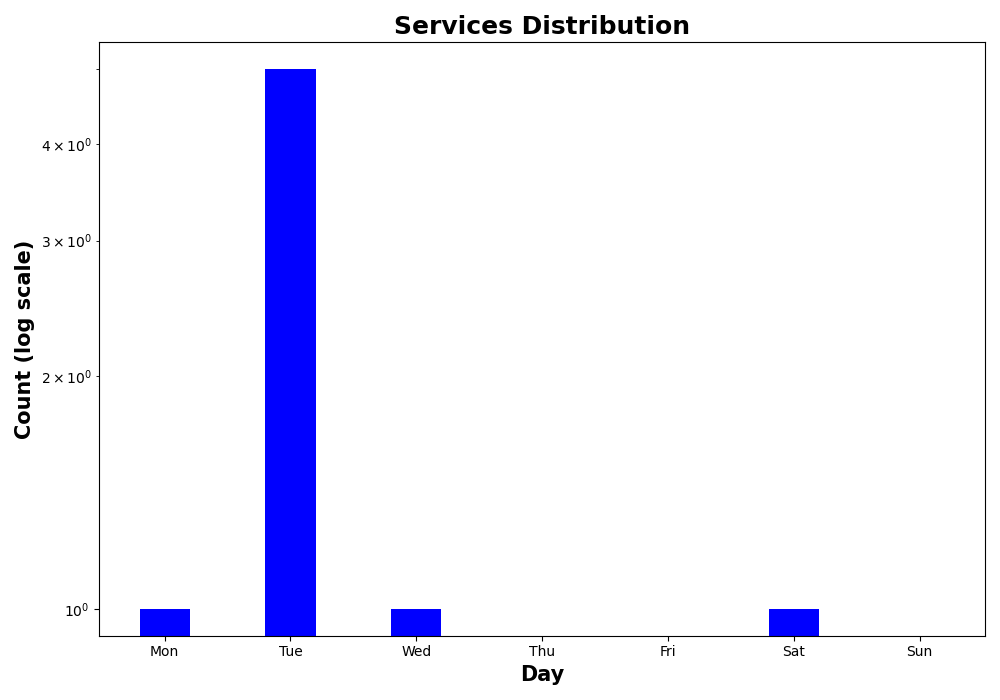 Services Distribution
Count (log scale)
4 × 10⁰
3 × 10⁰
2 × 10⁰
10⁰
Mon Tue Wed Thu Fri Sat Sun
Day